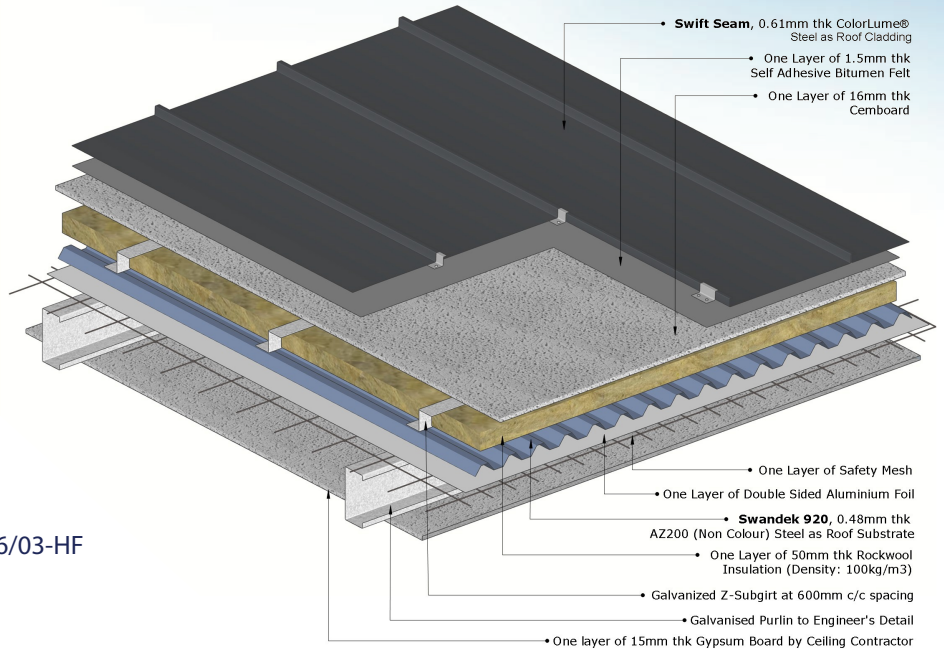 Swift Seam, 0.61mm thk ColorLume®
Steel as Roof Cladding
One Layer of 1.5mm thk
Self Adhesive Bitumen Felt
One Layer of 16mm thk
Cemboard
One Layer of Safety Mesh
One Layer of Double Sided Aluminium Foil
Swandek 920, 0.48mm thk
AZ200 (Non Colour) Steel as Roof Substrate
One Layer of 50mm thk Rockwool
Insulation (Density: 100kg/m3)
Galvanized Z-Subgirt at 600mm c/c spacing
Galvanised Purlin to Engineer's Detail
One layer of 15mm thk Gypsum Board by Ceiling Contractor
6/03-HF